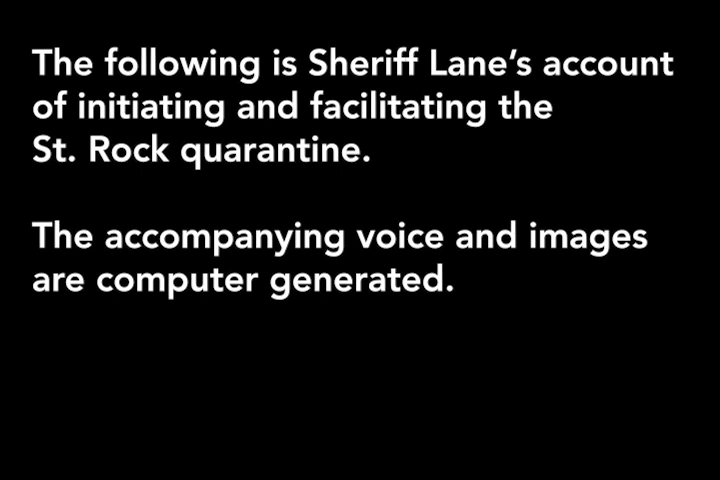 The following is Sheriff Lane’s account
of initiating and facilitating the
St. Rock quarantine.
The accompanying voice and images
are computer generated.